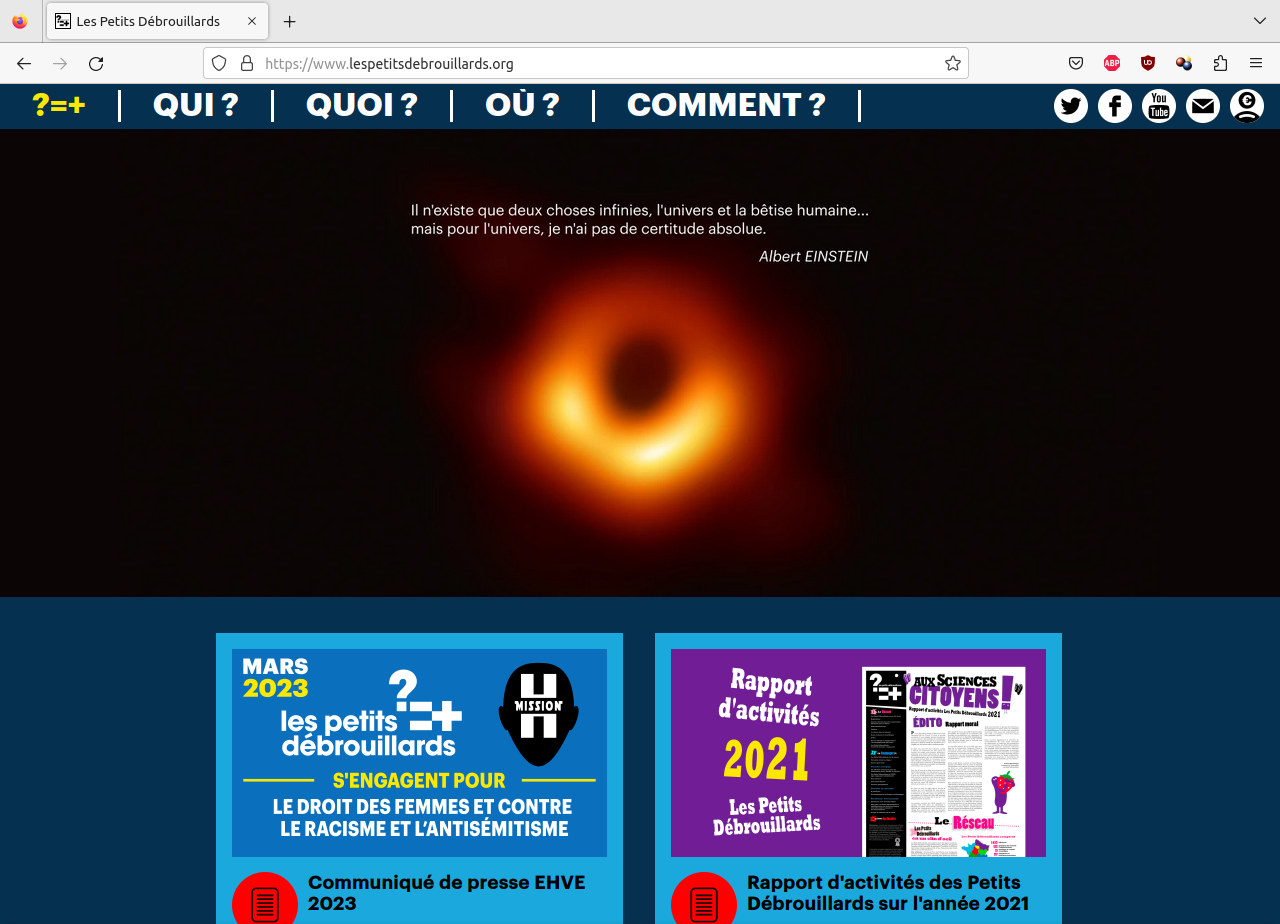 Les Petits Débrouillards
https://www.lespetitsdebrouillards.org
ABP
?=+
QUI ?
QUOI ?
OÙ ?
COMMENT ?
You
Tube
Il n'existe que deux choses infinies, l'univers et la bêtise humaine...
mais pour l'univers, je n'ai pas de certitude absolue.
Albert EINSTEIN
MARS
2023
les petits
débrouillards
?=+
H
MISSION
S'ENGAGENT POUR
LE DROIT DES FEMMES ET CONTRE
LE RACISME ET L'ANTISÉMITISME
Communiqué de presse EHVE
2023
Rapport
d'activités
2021
Les Petits
Débrouillards
?=+
"AUX SCIENCES
CITOYENS!"
Rapport d'activités Les Petits Débrouillards 2021
ÉDITO Rapport moral
Le Réseau
Rapport d'activités des Petits
Débrouillards sur l'année 2021